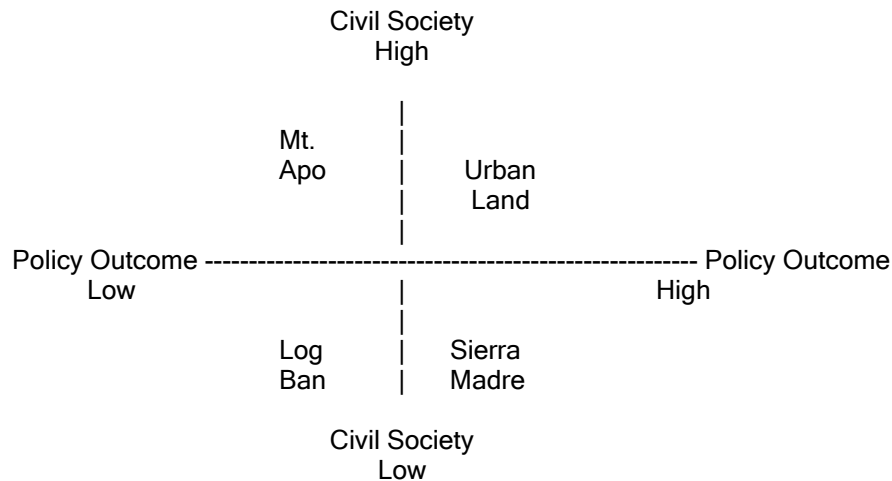 Civil Society
High
|
Mt. |
Apo | Urban
| Land
|
Policy Outcome --------------------------------------------------------- Policy Outcome
Low | High
|
Log | Sierra
Ban | Madre
Civil Society
Low